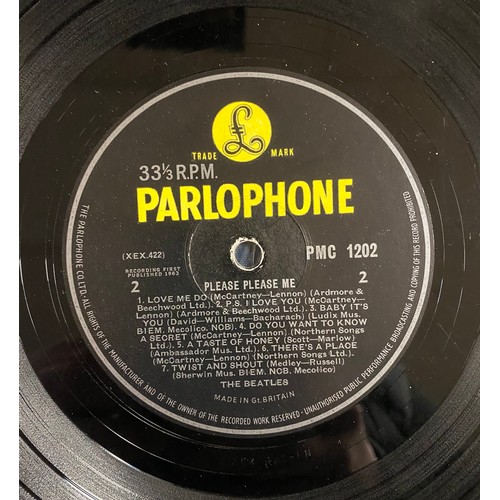 £
TRADE MARK
33⅓ R.P.M.
PARLOPHONE
(XEX.422)
PMC 1202
RECORDING FIRST
PUBLISHED 1963
2
PLEASE PLEASE ME
2
1. LOVE ME DO (McCartney—Lennon) (Ardmore &
Beechwood Ltd.) 2. P.S. I LOVE YOU (McCartney—
Lennon) (Ardmore & Beechwood Ltd.) 3. BABY IT'S
YOU (David—William—Bacharach) (Ludix Mus.
BIEM. Mecolico. NCB) 4. DO YOU WANT TO KNOW
A SECRET (McCartney—Lennon) (Northern Songs
Ltd.) 5. A TASTE OF HONEY (Scott—Marlow)
(Ambassador Mus. Ltd.) 6. THERE'S A PLACE
(McCartney—Lennon) (Northern Songs Ltd.)
7. TWIST AND SHOUT (Medley—Russell)
(Sherwin Mus. BIEM. NCB. Mecolico)
THE BEATLES
MADE IN Gt. BRITAIN
THE PARLOPHONE CO. LTD. ALL RIGHTS OF THE MANUFACTURER AND OF THE OWNER OF THE RECORDED WORK RESERVED · UNAUTHORISED PUBLIC PERFORMANCE BROADCASTING AND COPYING OF THIS RECORD PROHIBITED